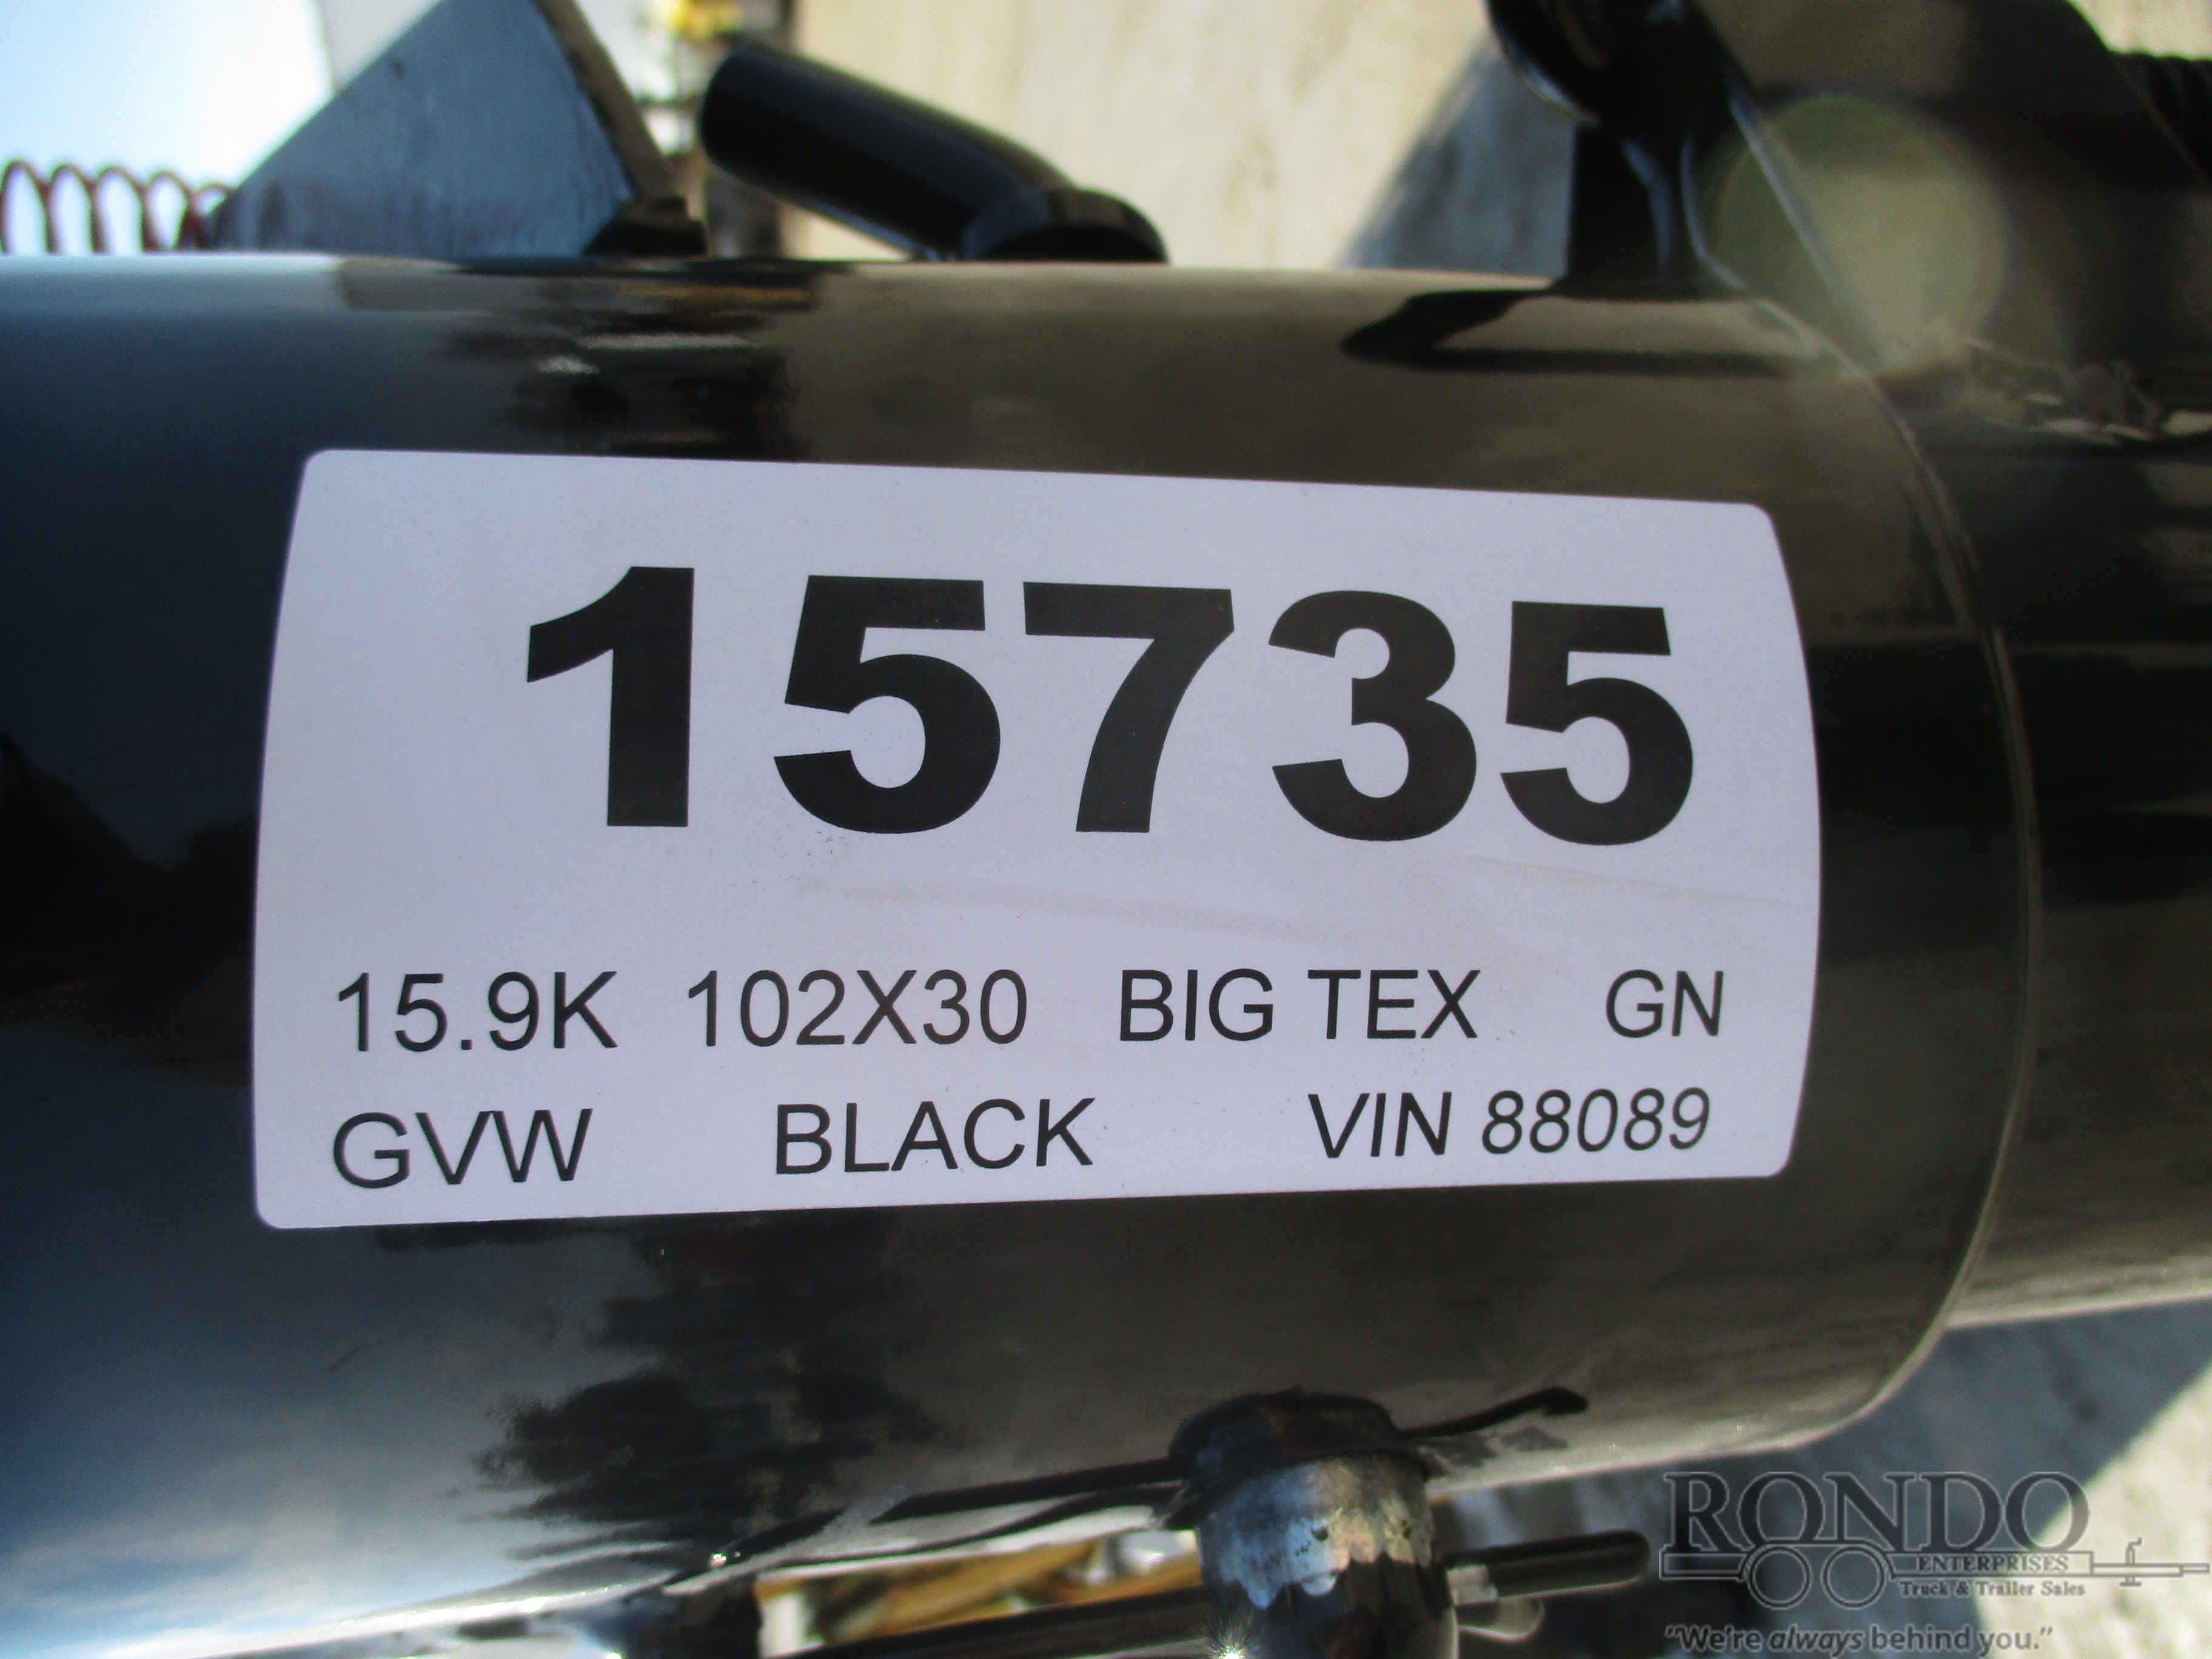 15735
15.9K 102X30 BIG TEX GN
GVW BLACK VIN 88089
RONDO
ENTERPRISES
Truck & Trailer Sales
"We're always behind you."